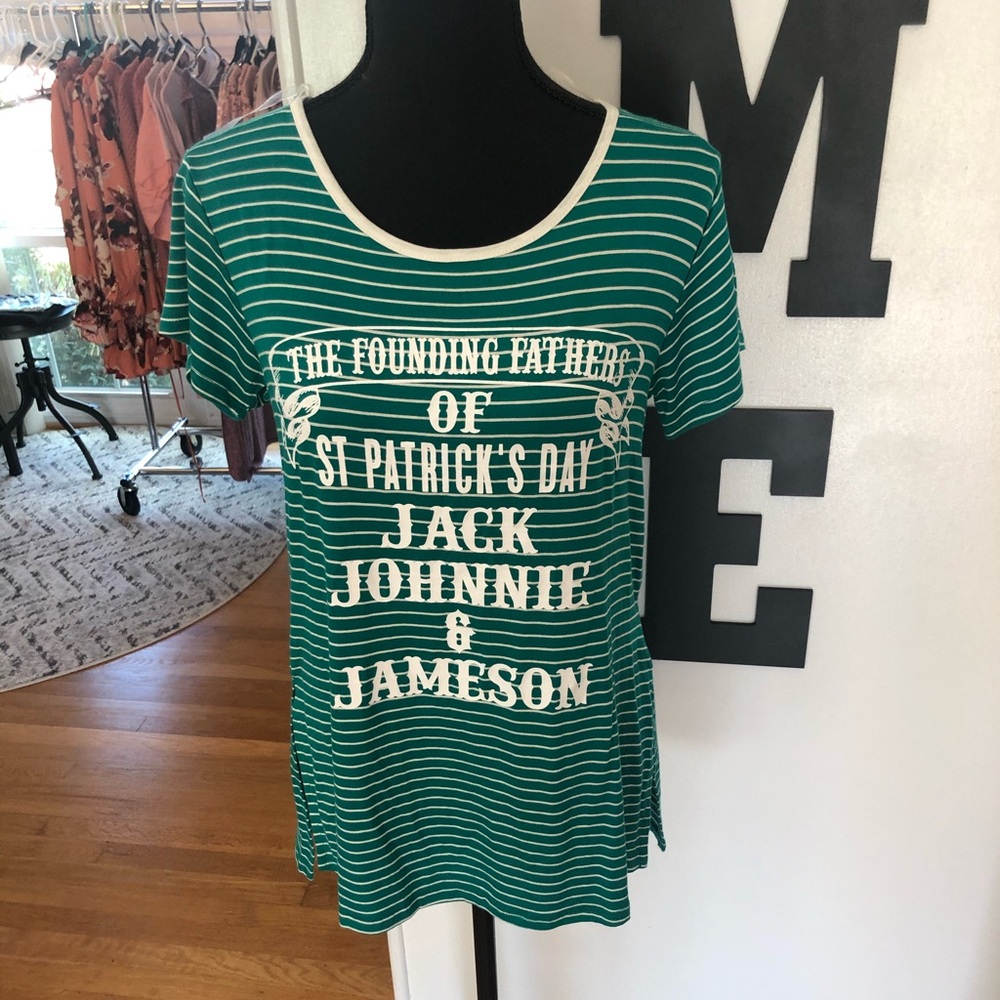 M
E
THE FOUNDING FATHERS
OF
ST PATRICK'S DAY
JACK
JOHNNIE
&
JAMESON